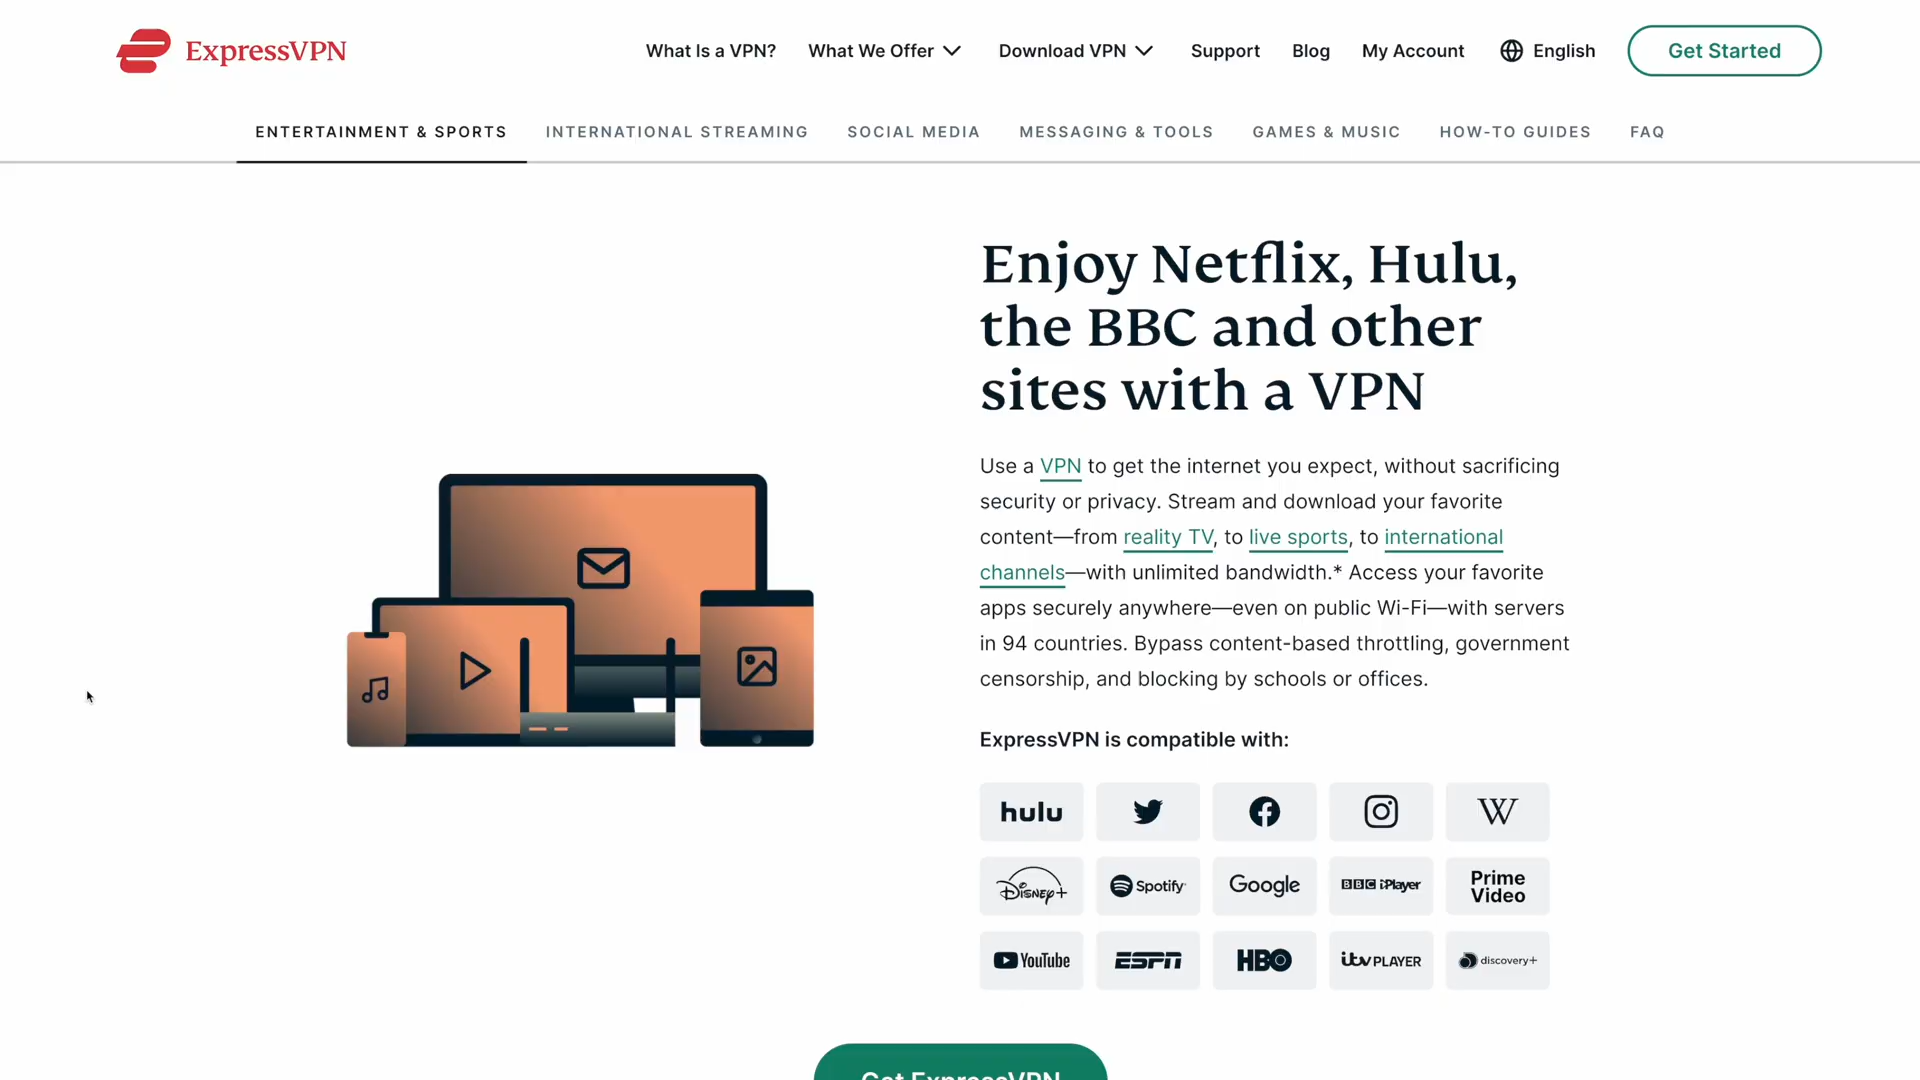 ExpressVPN
What Is a VPN?
What We Offer
Download VPN
Support
Blog
My Account
English
Get Started
ENTERTAINMENT & SPORTS
INTERNATIONAL STREAMING
SOCIAL MEDIA
MESSAGING & TOOLS
GAMES & MUSIC
HOW-TO GUIDES
FAQ
Enjoy Netflix, Hulu,
the BBC and other
sites with a VPN
Use a VPN to get the internet you expect, without sacrificing
security or privacy. Stream and download your favorite
content—from reality TV, to live sports, to international
channels—with unlimited bandwidth.* Access your favorite
apps securely anywhere—even on public Wi-Fi—with servers
in 94 countries. Bypass content-based throttling, government
censorship, and blocking by schools or offices.
ExpressVPN is compatible with:
hulu
W
Disney+
Spotify
Google
BBC iPlayer
Prime
Video
YouTube
ESPN
HBO
itv PLAYER
discovery+
Get ExpressVPN